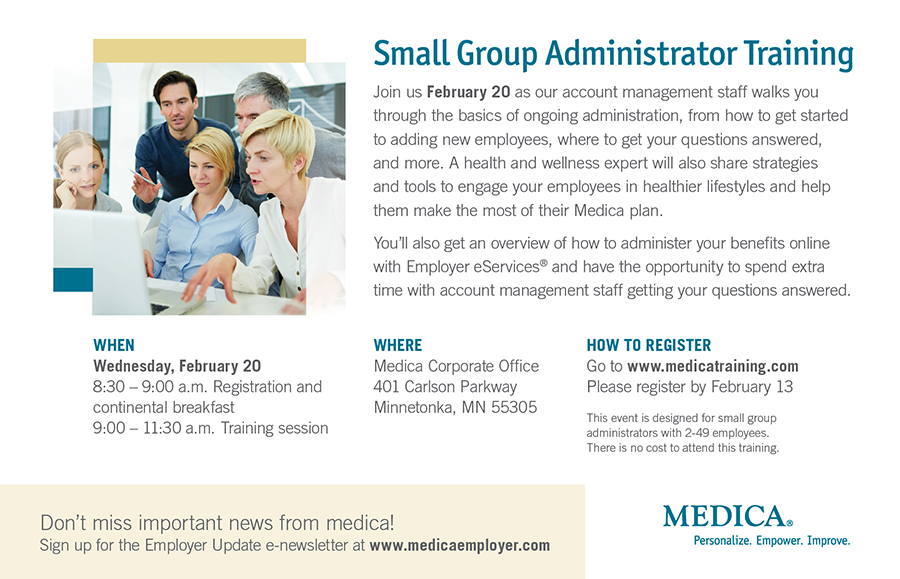 Small Group Administrator Training
Join us February 20 as our account management staff walks you
through the basics of ongoing administration, from how to get started
to adding new employees, where to get your questions answered,
and more. A health and wellness expert will also share strategies
and tools to engage your employees in healthier lifestyles and help
them make the most of their Medica plan.
You’ll also get an overview of how to administer your benefits online
with Employer eServices® and have the opportunity to spend extra
time with account management staff getting your questions answered.
WHEN
Wednesday, February 20
8:30 – 9:00 a.m. Registration and
continental breakfast
9:00 – 11:30 a.m. Training session
WHERE
Medica Corporate Office
401 Carlson Parkway
Minnetonka, MN 55305
HOW TO REGISTER
Go to www.medicatraining.com
Please register by February 13
This event is designed for small group
administrators with 2-49 employees.
There is no cost to attend this training.
Don’t miss important news from medica!
Sign up for the Employer Update e-newsletter at www.medicaemployer.com
MEDICA®
Personalize. Empower. Improve.